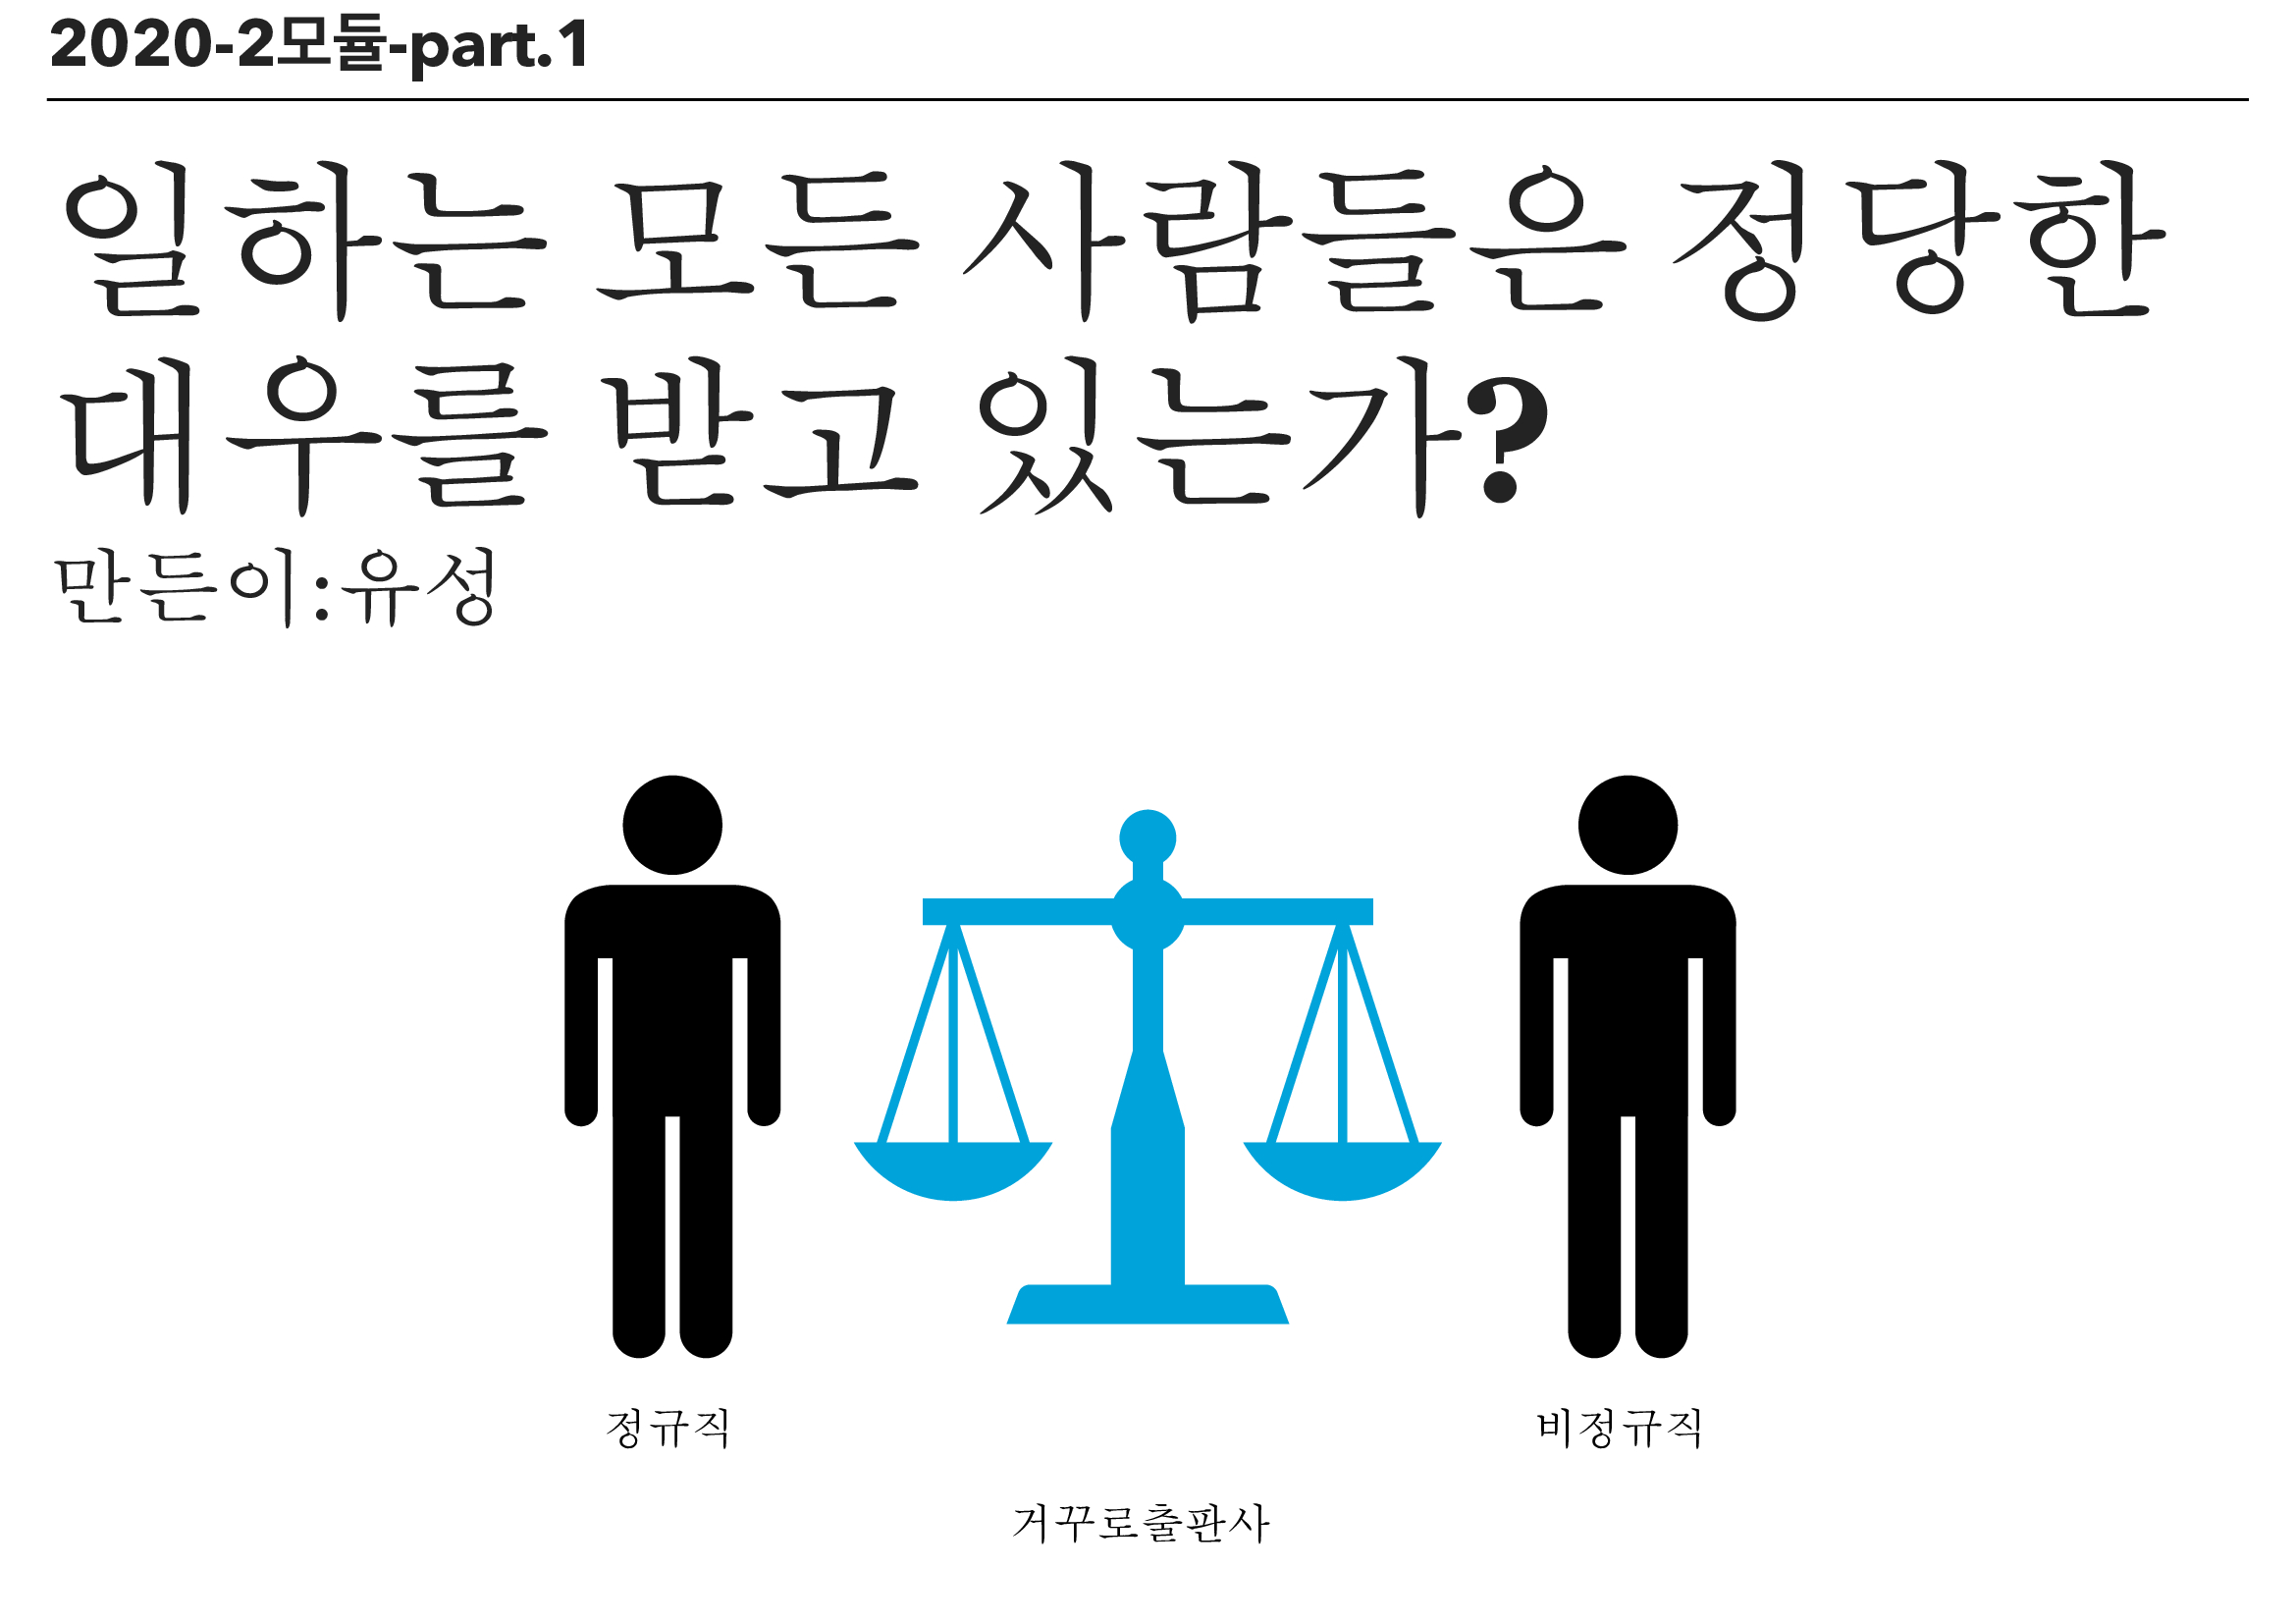 2020-2모듈-part.1
일하는 모든 사람들은 정당한
대우를 받고 있는가?
만든이:유성
정규직
비정규직
거꾸로출판사